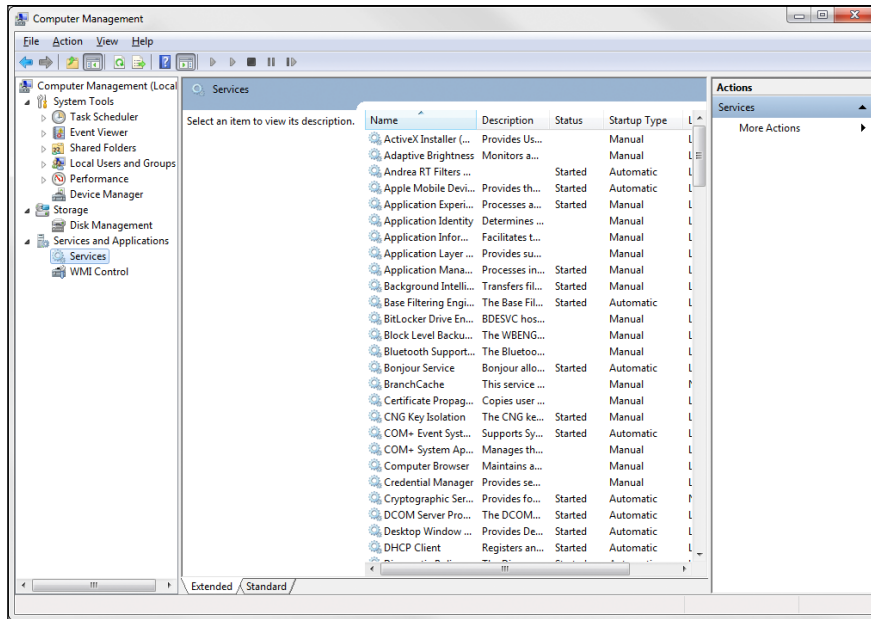 Computer Management
File Action View Help
Computer Management (Local
System Tools
Task Scheduler
Event Viewer
Shared Folders
Local Users and Groups
Performance
Device Manager
Storage
Disk Management
Services and Applications
Services
WMI Control
Services
Select an item to view its description.
Name Description Status Startup Type L
ActiveX Installer (... Provides Us... Manual L
Adaptive Brightness Monitors a... Manual L
Andrea RT Filters ... Started Automatic L
Apple Mobile Devi... Provides th... Started Automatic L
Application Experi... Processes a... Started Manual L
Application Identity Determines ... Manual L
Application Infor... Facilitates t... Manual L
Application Layer ... Provides su... Manual L
Application Mana... Processes in... Started Manual L
Background Intelli... Transfers fil... Started Manual L
Base Filtering Engi... The Base Fil... Started Automatic L
BitLocker Drive En... BDESVC hos... Manual L
Block Level Backu... The WBENG... Manual L
Bluetooth Support... The Bluetoo... Manual L
Bonjour Service Bonjour allo... Started Automatic L
BranchCache This service ... Manual N
Certificate Propag... Copies user ... Manual L
CNG Key Isolation The CNG ke... Started Manual L
COM+ Event Syst... Supports Sy... Started Automatic L
COM+ System Ap... Manages th... Manual L
Computer Browser Maintains a... Manual L
Credential Manager Provides se... Manual L
Cryptographic Ser... Provides fo... Started Automatic N
DCOM Server Pro... The DCOM... Started Automatic L
Desktop Window ... Provides De... Started Automatic L
DHCP Client Registers an... Started Automatic L
Extended Standard
Actions
Services
More Actions